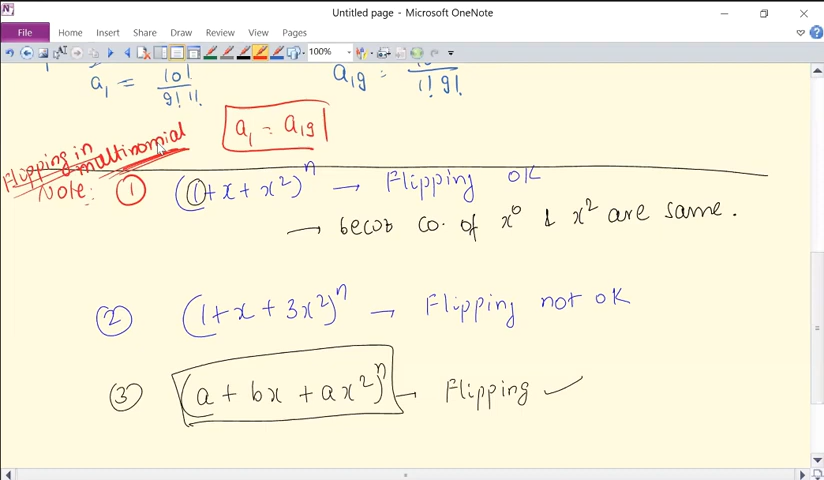 Untitled page - Microsoft OneNote
File Home Insert Share Draw History Review View
100%
a₁ = 10! / 9! 1!
a₁₉ = / 1! 9!
a₁ = a₁₉
Flipping in multinomial
Note: ① (1 + x + x²)ⁿ → Flipping OK
→ becoz co. of x⁰ & x² are same.
② (1 + x + 3x²)ⁿ → Flipping not OK
③ (a + bx + ax²)ⁿ → Flipping ✓